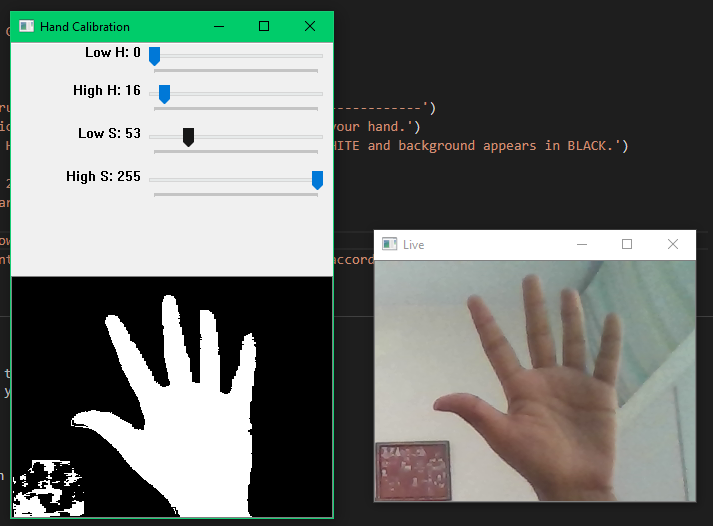 Hand Calibration
Low H: 0
High H: 16
Low S: 53
High S: 255
-------------')
your hand.')
HITE and background appears in BLACK.')
Live
accord